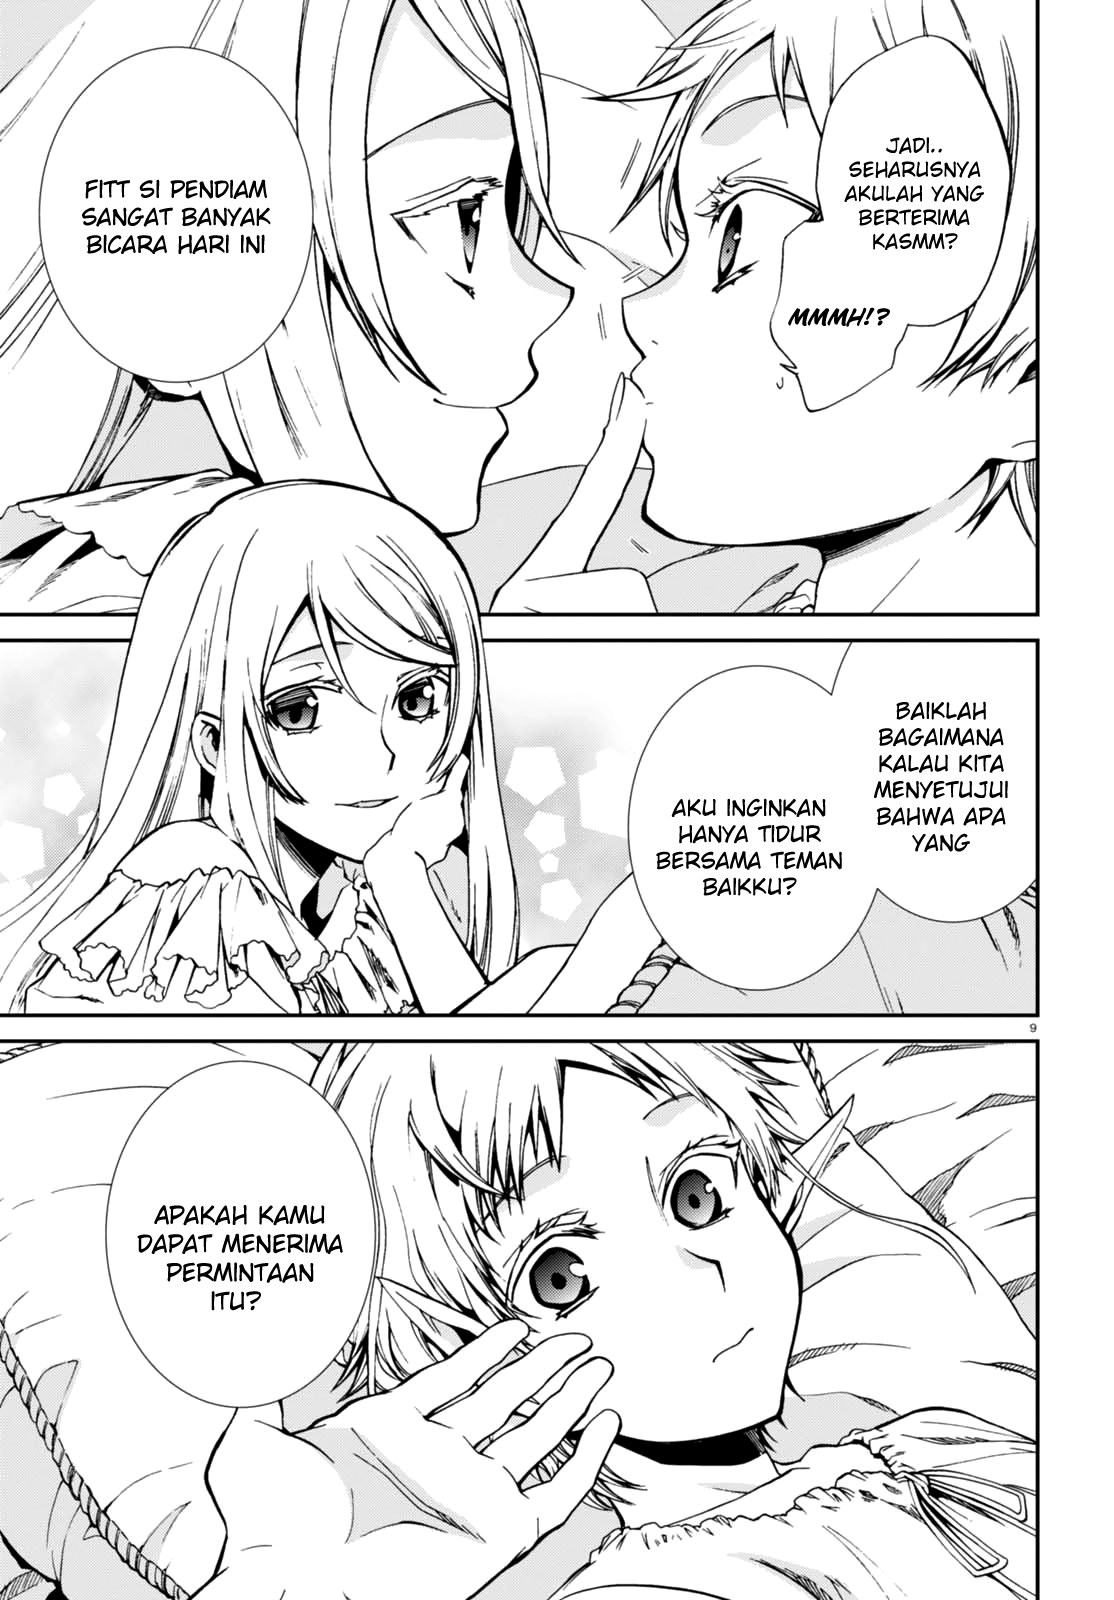 JADI..
SEHARUSNYA
AKULAH YANG
BERTERIMA
KASMM?
MMMH!?
FITT SI PENDIAM
SANGAT BANYAK
BICARA HARI INI
BAIKLAH
BAGAIMANA
KALAU KITA
MENYETUJUI
BAHWA APA
YANG
AKU INGINKAN
HANYA TIDUR
BERSAMA TEMAN
BAIKKU?
9
APAKAH KAMU
DAPAT MENERIMA
PERMINTAAN
ITU?